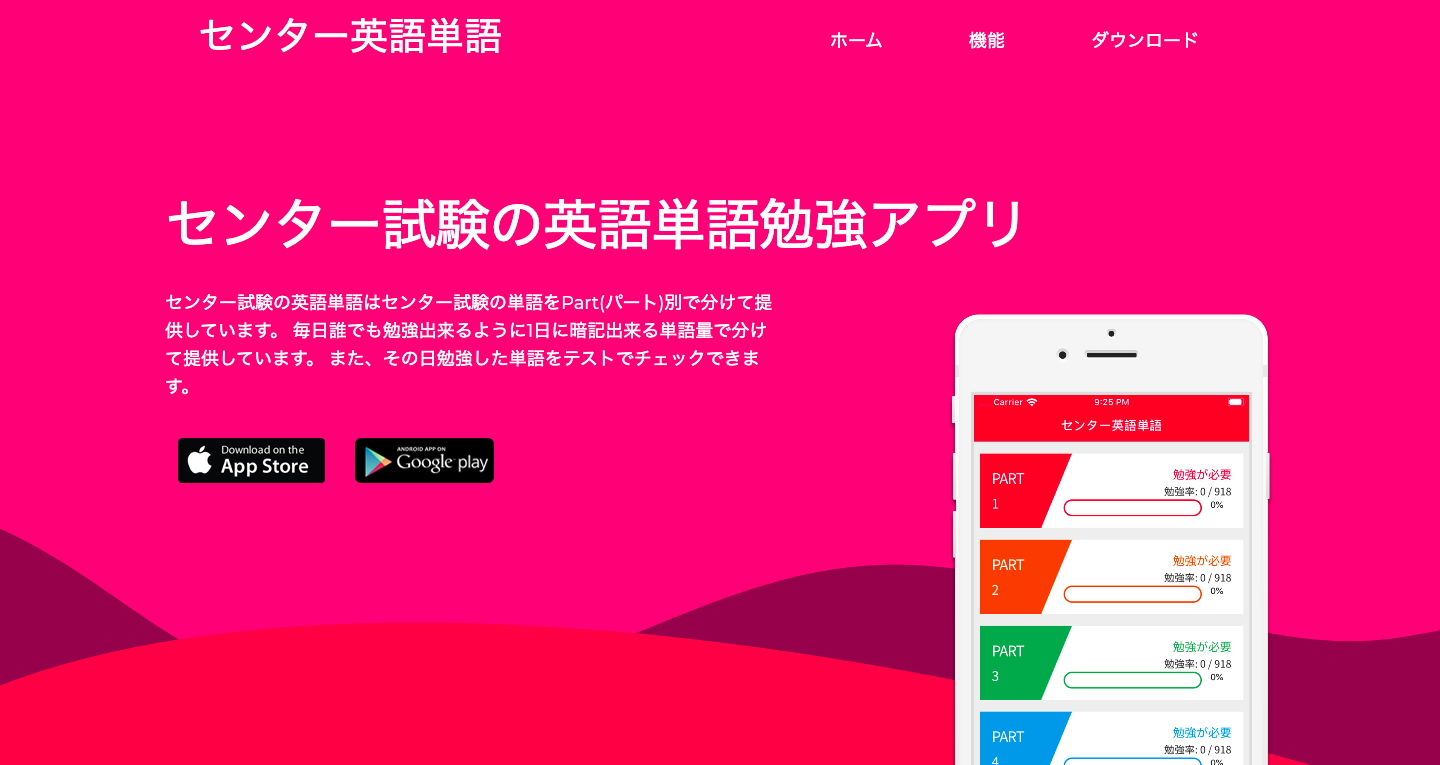 センター英語単語
ホーム 機能 ダウンロード
センター試験の英語単語勉強アプリ
センター試験の英語単語はセンター試験の単語をPart(パート)別で分けて提
供しています。 毎日誰でも勉強出来るように1日に暗記出来る単語量で分け
て提供しています。 また、その日勉強した単語をテストでチェックできま
す。
Download on the
App Store
ANDROID APP ON
Google play
Carrier 9:25 PM
センター英語単語
PART
1
勉強が必要
勉強率: 0 / 918
0%
PART
2
勉強が必要
勉強率: 0 / 918
0%
PART
3
勉強が必要
勉強率: 0 / 918
0%
PART
4
勉強が必要
勉強率: 0 / 918
0%